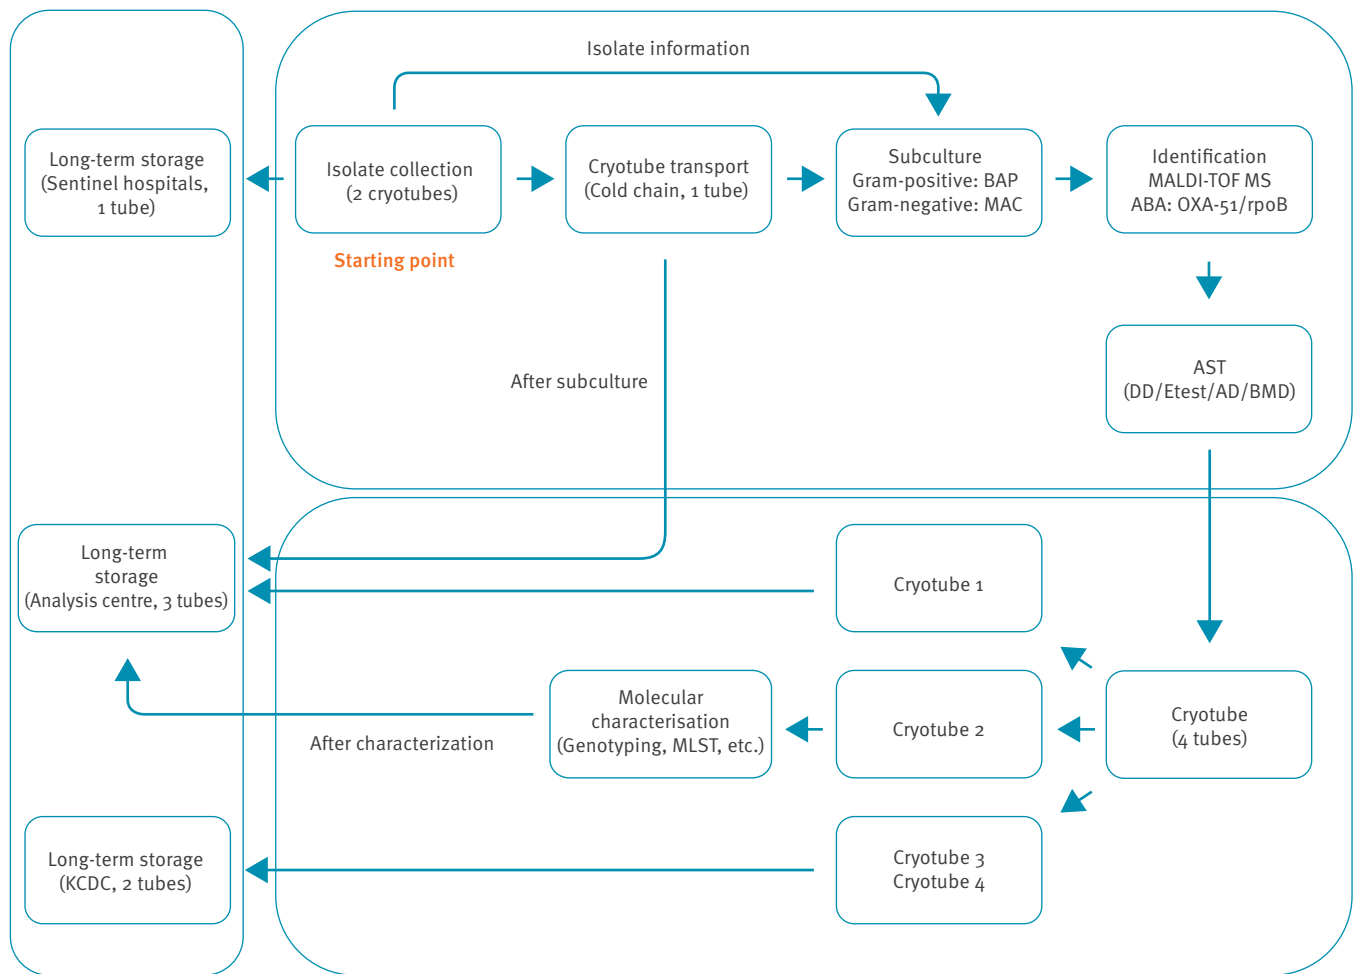 Isolate information
Long-term storage
(Sentinel hospitals,
1 tube)
Isolate collection
(2 cryotubes)
Starting point
Cryotube transport
(Cold chain, 1 tube)
Subculture
Gram-positive: BAP
Gram-negative: MAC
Identification
MALDI-TOF MS
ABA: OXA-51/rpoB
AST
(DD/Etest/AD/BMD)
After subculture
Long-term
storage
(Analysis centre, 3 tubes)
Cryotube 1
Molecular
characterisation
(Genotyping, MLST, etc.)
Cryotube 2
Cryotube
(4 tubes)
After characterization
Long-term storage
(KCDC, 2 tubes)
Cryotube 3
Cryotube 4